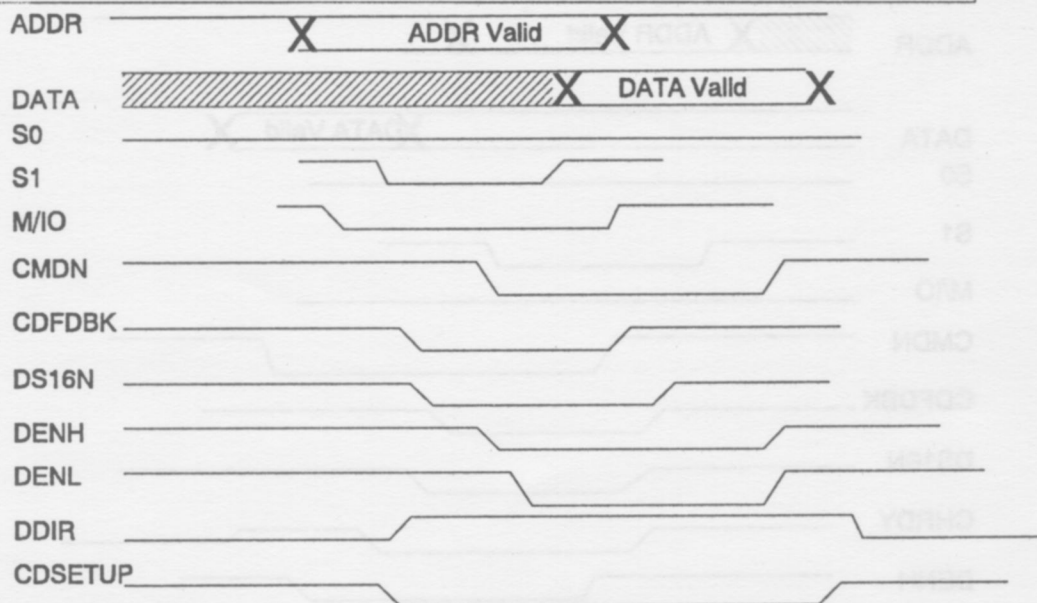 ADDR
ADDR Valid
DATA
DATA Valid
S0
S1
M/IO
CMDN
CDFDBK
DS16N
DENH
DENL
DDIR
CDSETUP